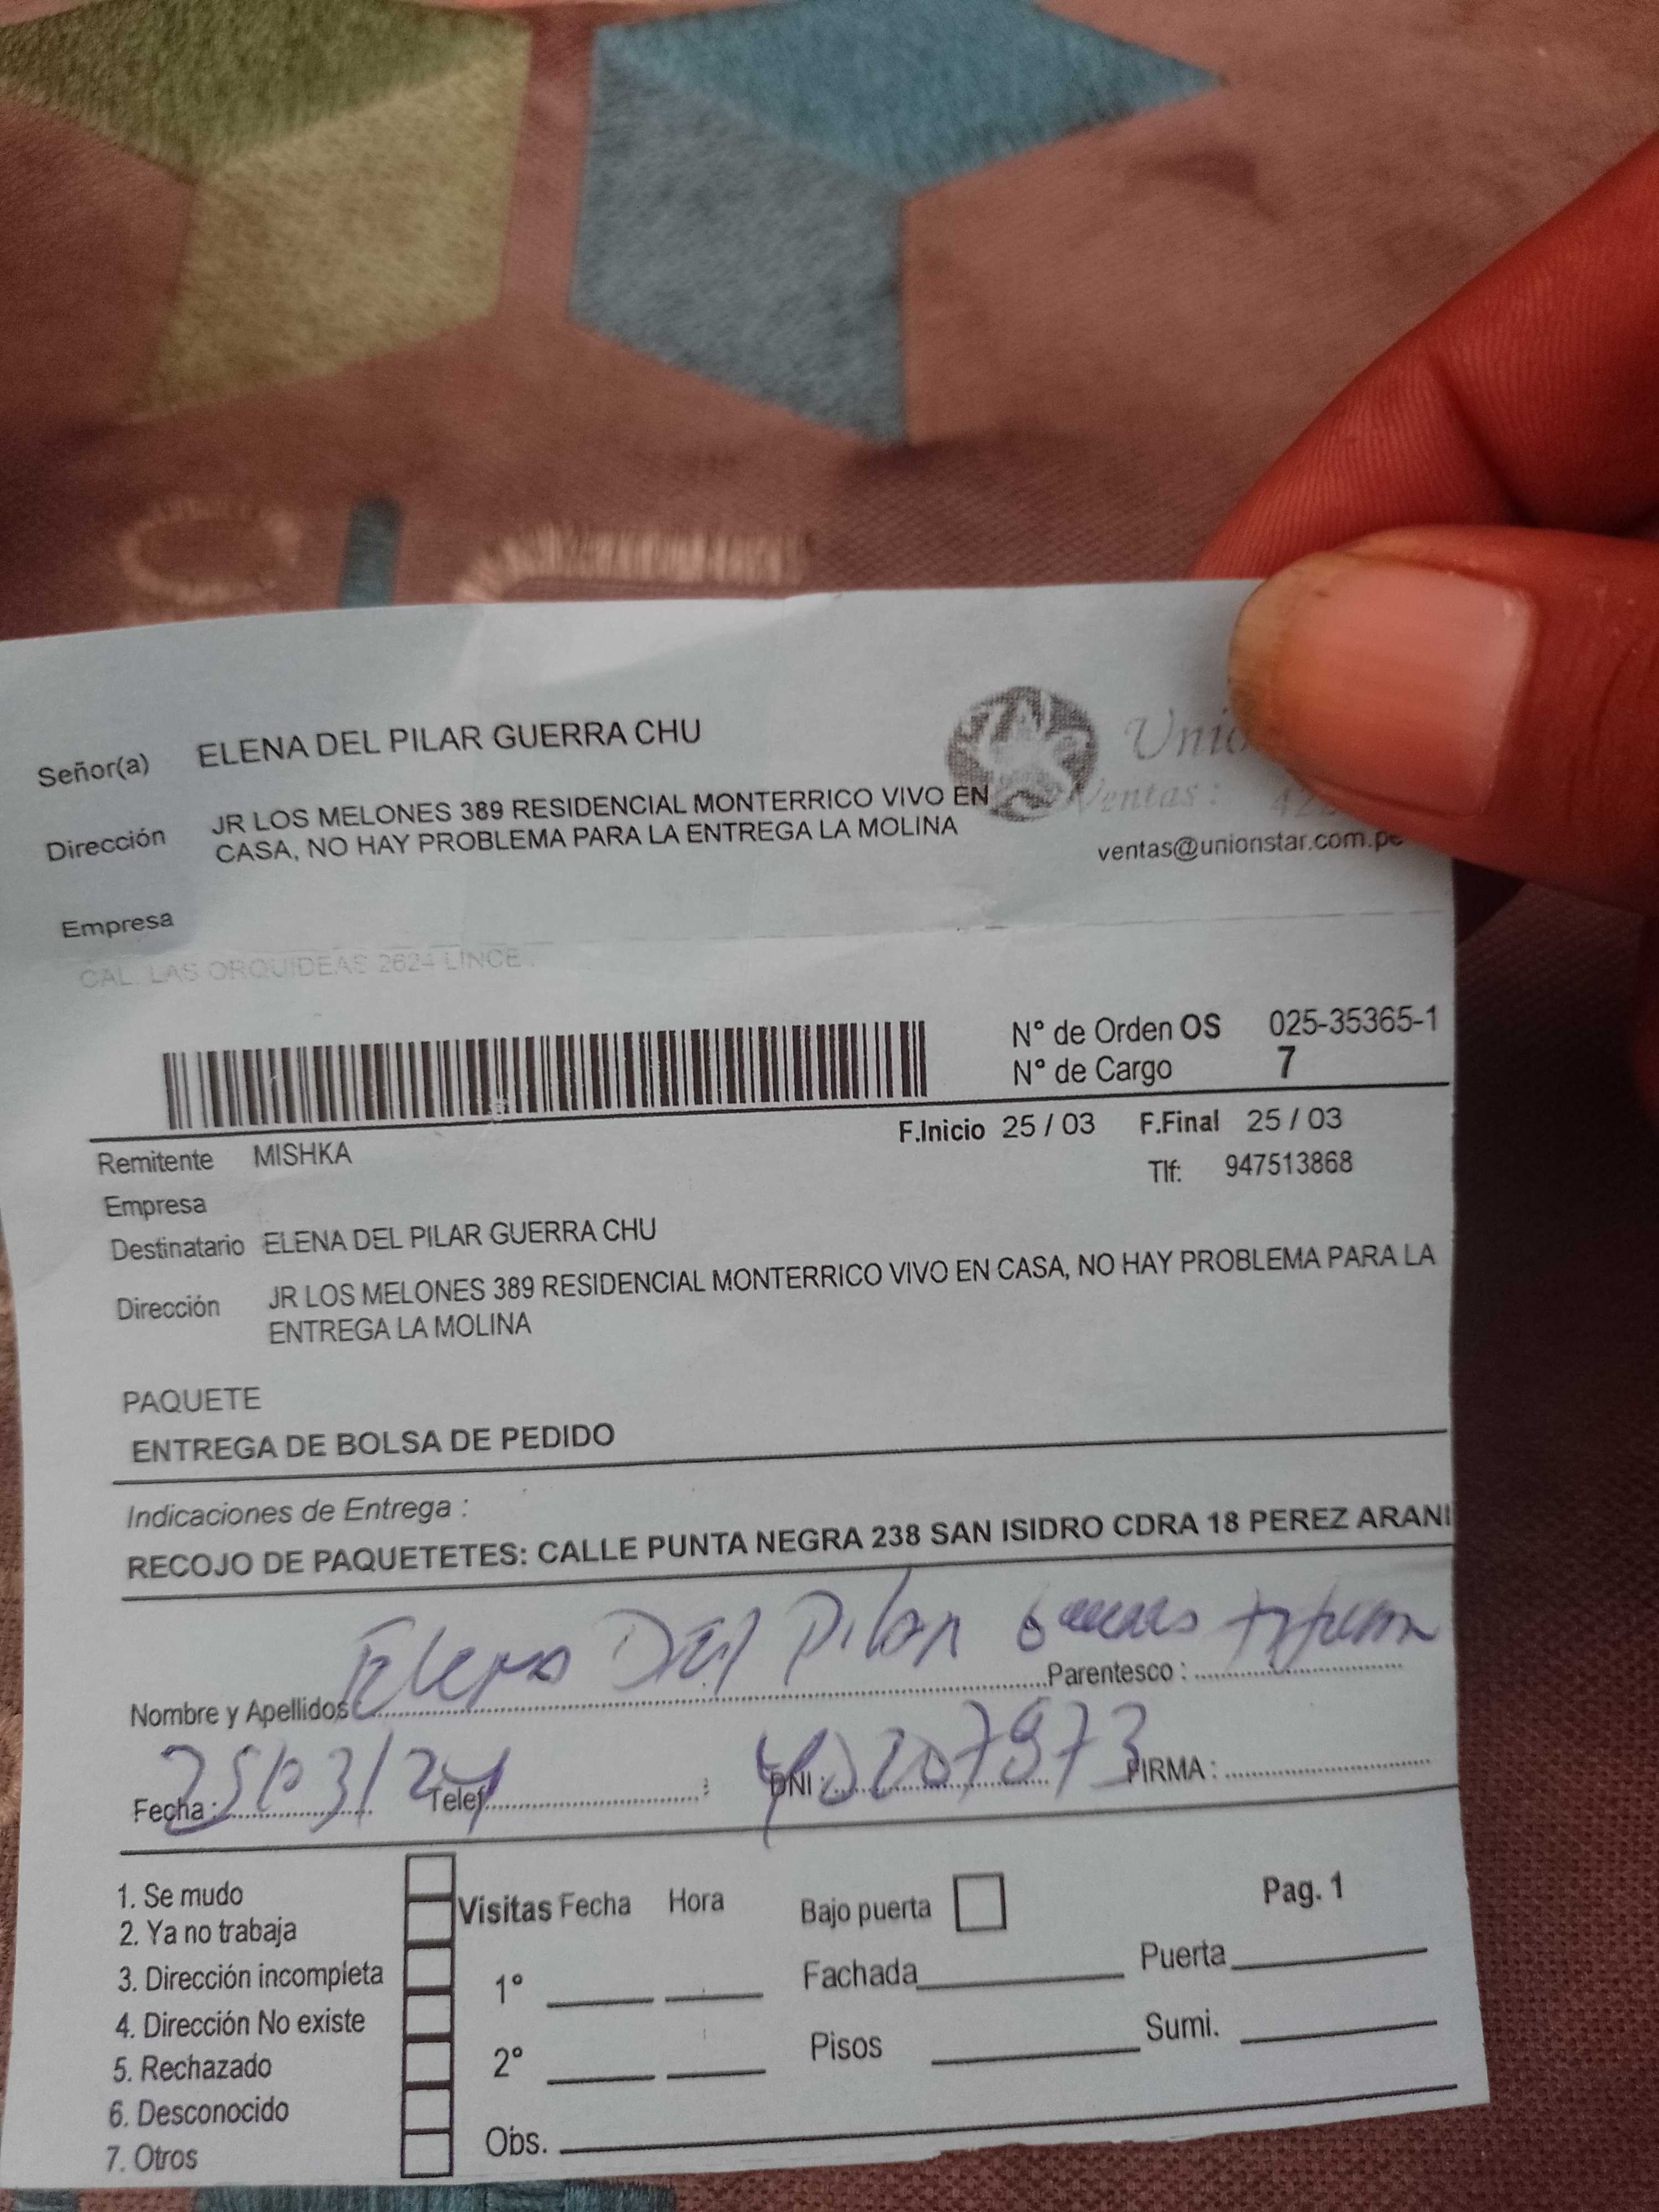 Señor(a) ELENA DEL PILAR GUERRA CHU
Dirección JR LOS MELONES 389 RESIDENCIAL MONTERRICO VIVO EN
CASA, NO HAY PROBLEMA PARA LA ENTREGA LA MOLINA
Ventas :
ventas@unionstar.com.pe
Empresa
CAL. LAS ORQUIDEAS 2624 LINCE .
N° de Orden OS 025-35365-1
N° de Cargo 7
F.Inicio 25 / 03 F.Final 25 / 03
Remitente MISHKA
Tlf: 947513868
Empresa
Destinatario ELENA DEL PILAR GUERRA CHU
Dirección JR LOS MELONES 389 RESIDENCIAL MONTERRICO VIVO EN CASA, NO HAY PROBLEMA PARA LA
ENTREGA LA MOLINA
PAQUETE
ENTREGA DE BOLSA DE PEDIDO
Indicaciones de Entrega :
RECOJO DE PAQUETETES: CALLE PUNTA NEGRA 238 SAN ISIDRO CDRA 18 PEREZ ARANI
Nombre y Apellidos Elena Del Pilar Parentesco :
Fecha : 25/03/24 Telef : DNI : FIRMA :
1. Se mudo
2. Ya no trabaja
3. Dirección incompleta
4. Dirección No existe
5. Rechazado
6. Desconocido
7. Otros
Visitas Fecha Hora
1°
2°
Obs.
Bajo puerta
Fachada
Pisos
Pag. 1
Puerta
Sumi.